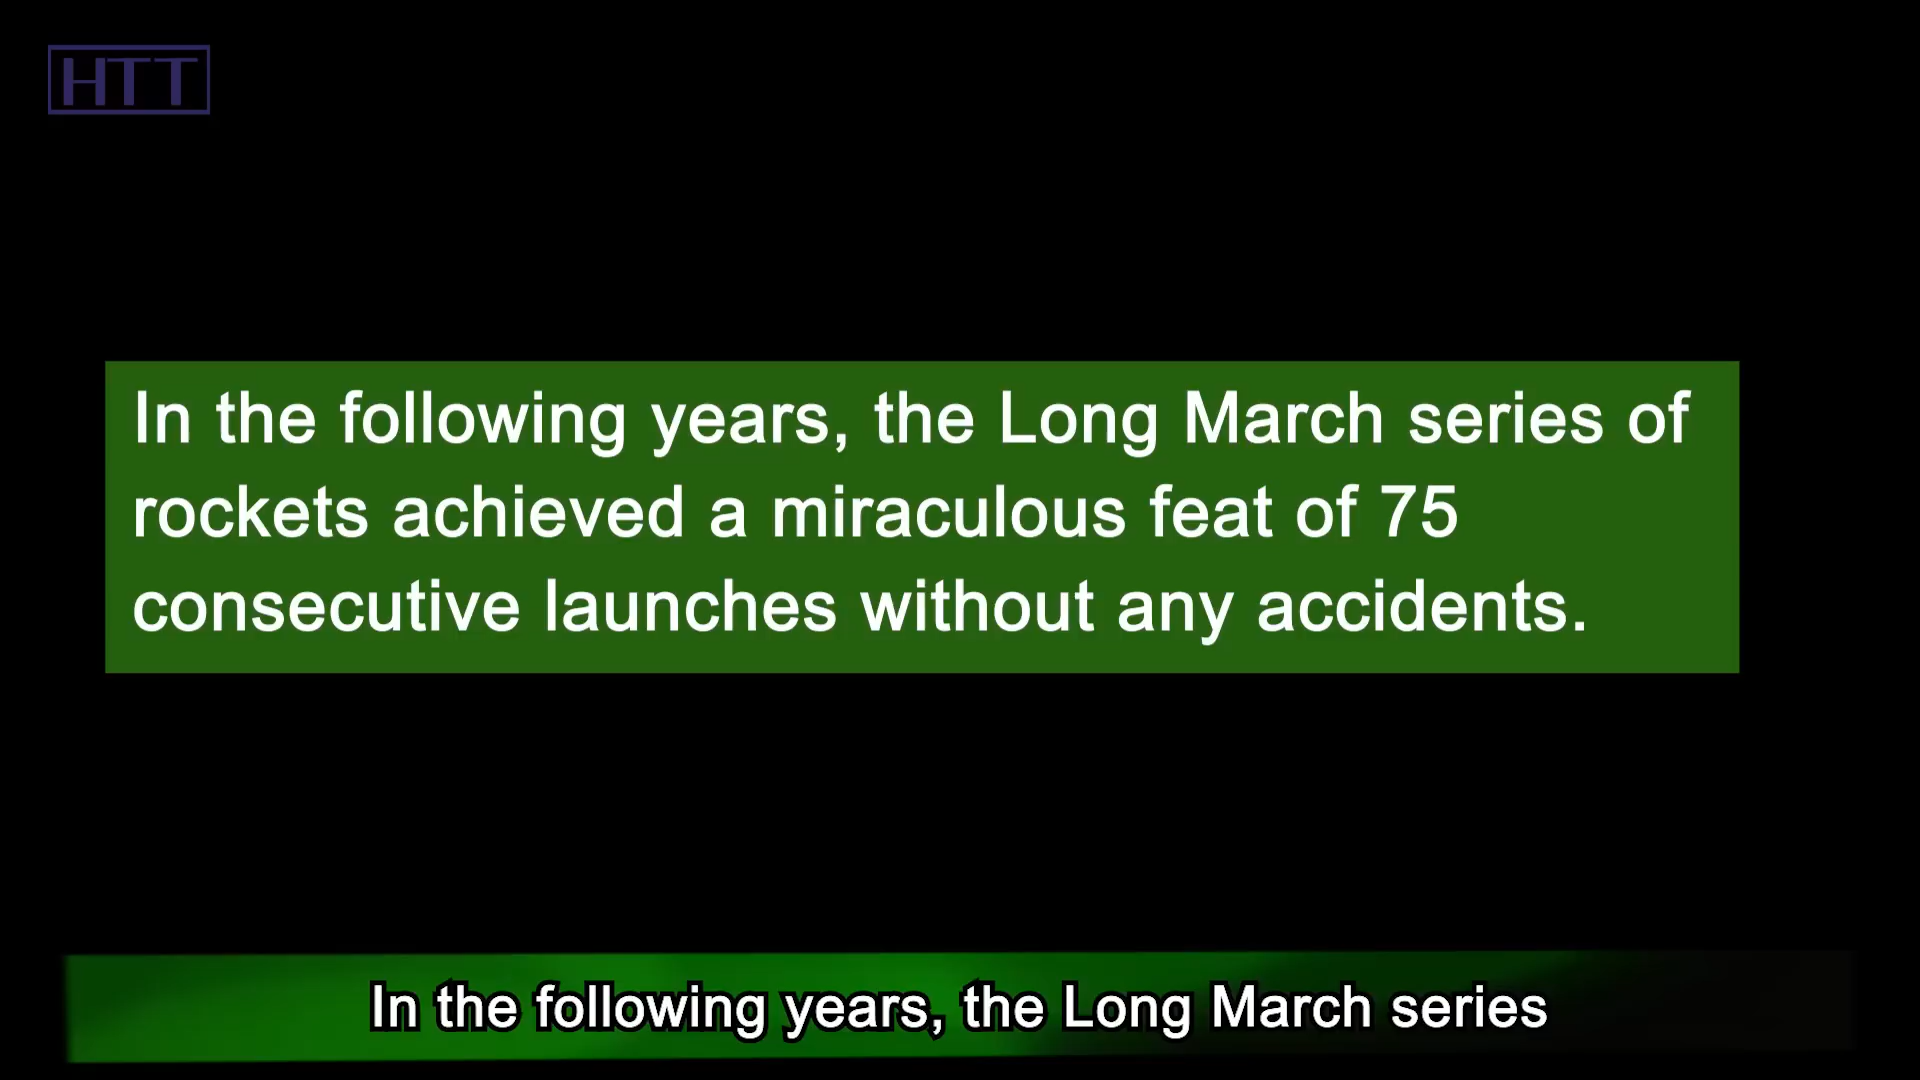 HTT
In the following years, the Long March series of
rockets achieved a miraculous feat of 75
consecutive launches without any accidents.
In the following years, the Long March series